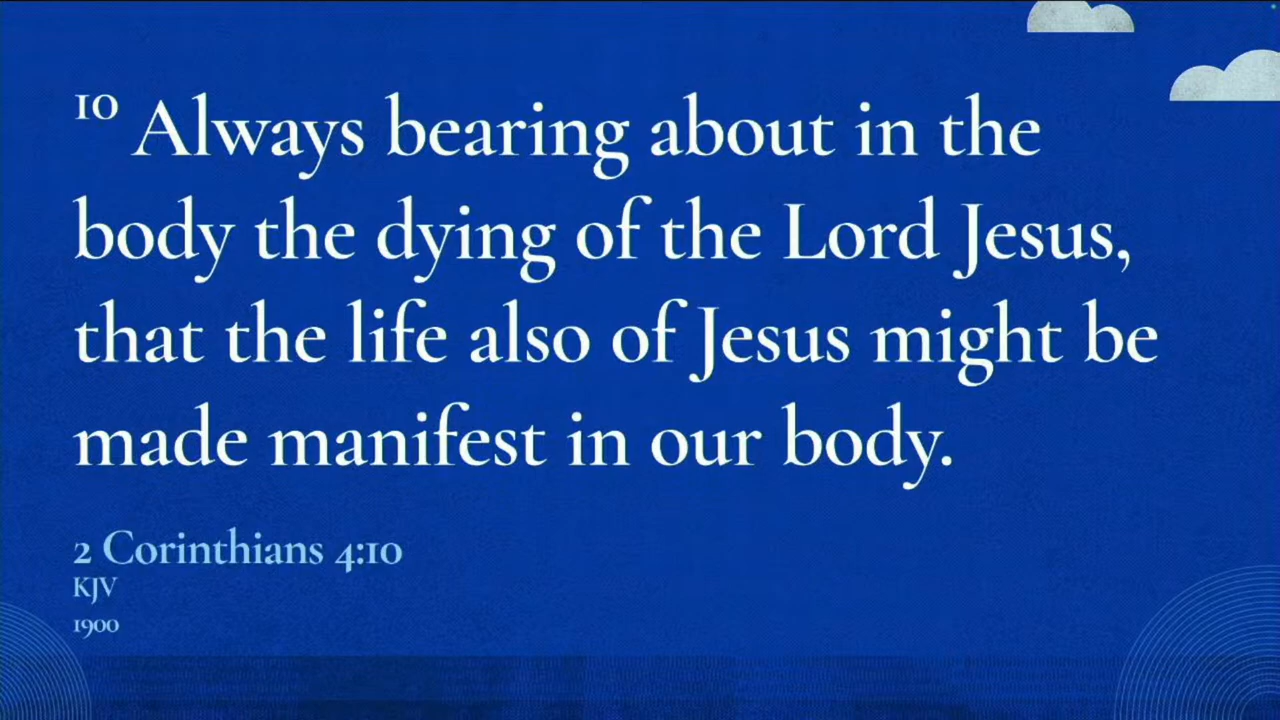 10 Always bearing about in the
body the dying of the Lord Jesus,
that the life also of Jesus might be
made manifest in our body.
2 Corinthians 4:10
KJV
1900